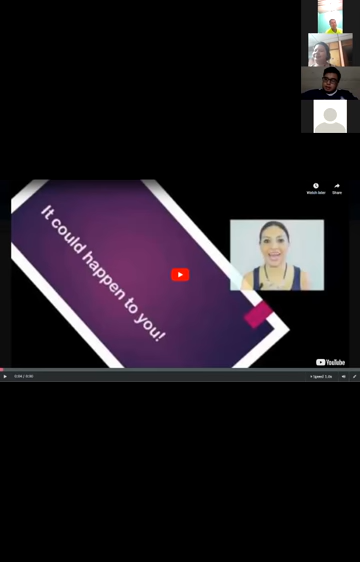 Watch later
Share
It could happen to you!
YouTube
0:04 / 0:30
Speed 1.0x